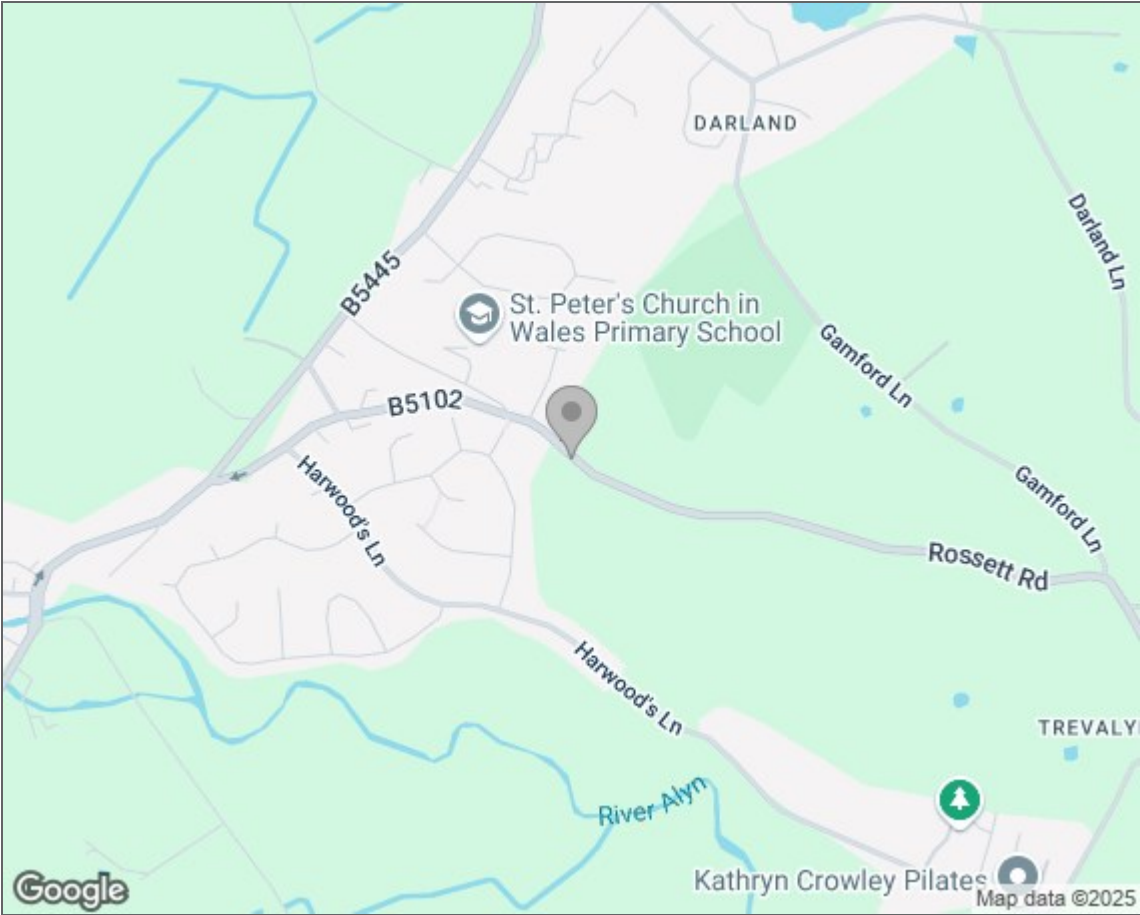 DARLAND
Darland Ln
B5445
St. Peter's Church in
Wales Primary School
Gamford Ln
B5102
Harwood's Ln
Gamford Ln
Rossett Rd
Harwood's Ln
TREVALY
River Alyn
Kathryn Crowley Pilates
Google
Map data ©2025